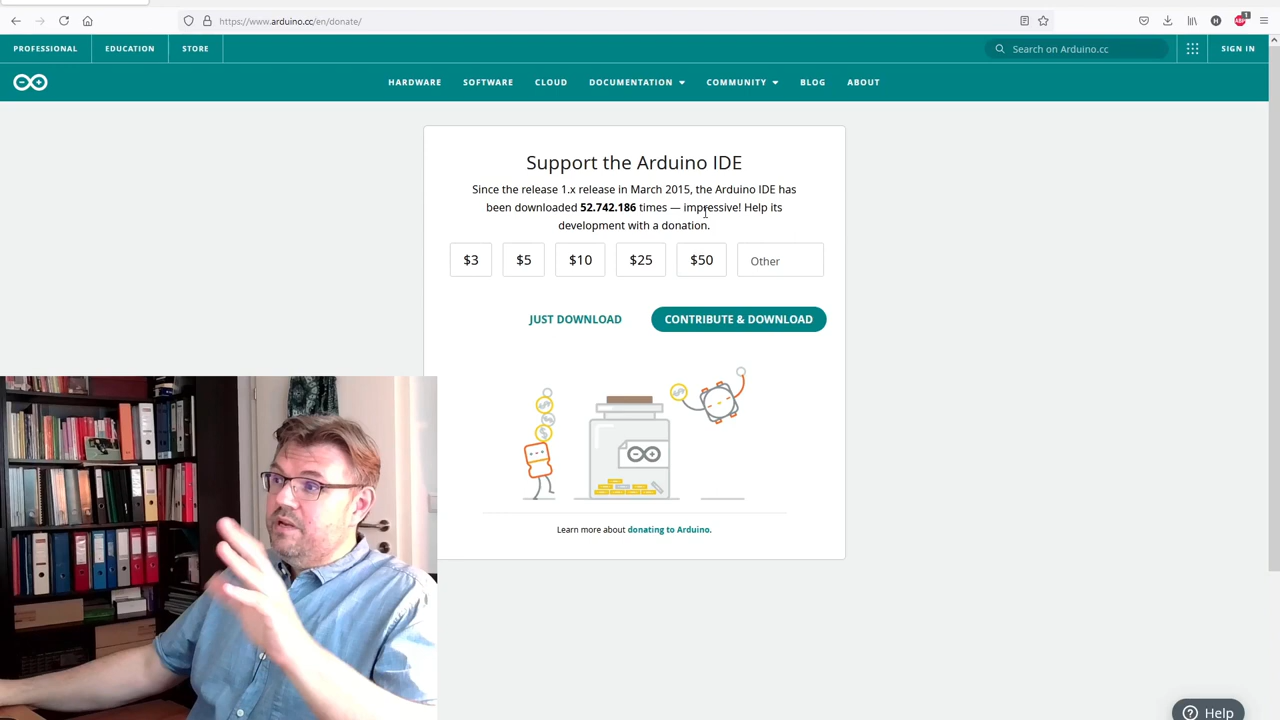 https://www.arduino.cc/en/donate/
PROFESSIONAL
EDUCATION
STORE
Search on Arduino.cc
SIGN IN
HARDWARE
SOFTWARE
CLOUD
DOCUMENTATION
COMMUNITY
BLOG
ABOUT
Support the Arduino IDE
Since the release 1.x release in March 2015, the Arduino IDE has
been downloaded 52.742.186 times — impressive! Help its
development with a donation.
$3
$5
$10
$25
$50
Other
JUST DOWNLOAD
CONTRIBUTE & DOWNLOAD
Learn more about donating to Arduino.
Help